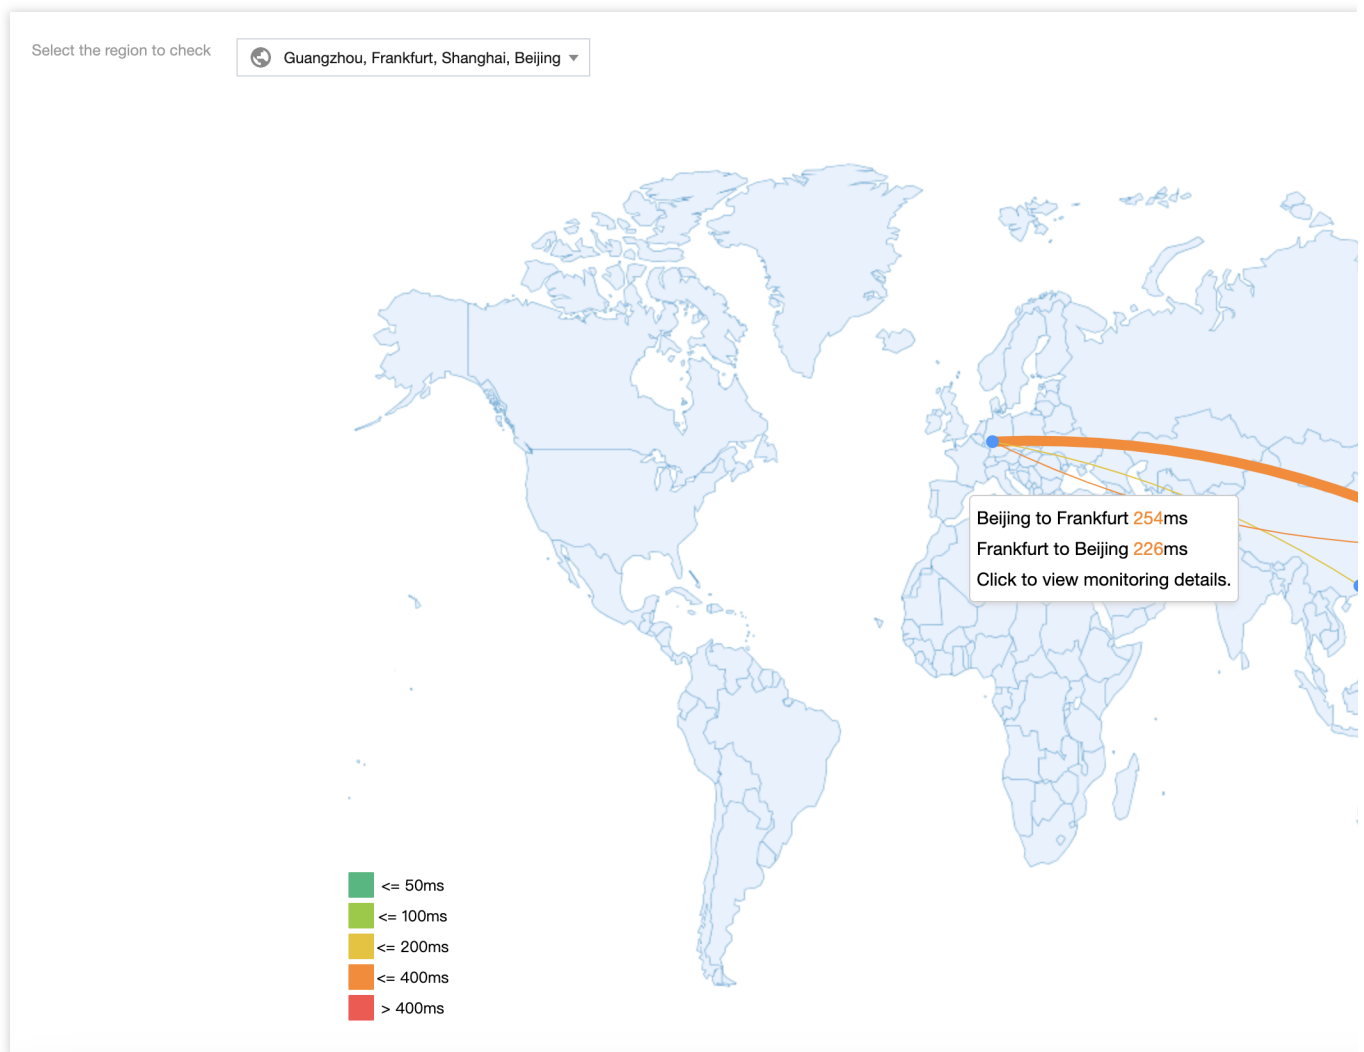 Select the region to check
Guangzhou, Frankfurt, Shanghai, Beijing
Beijing to Frankfurt 254ms
Frankfurt to Beijing 226ms
Click to view monitoring details.
<= 50ms
<= 100ms
<= 200ms
<= 400ms
> 400ms